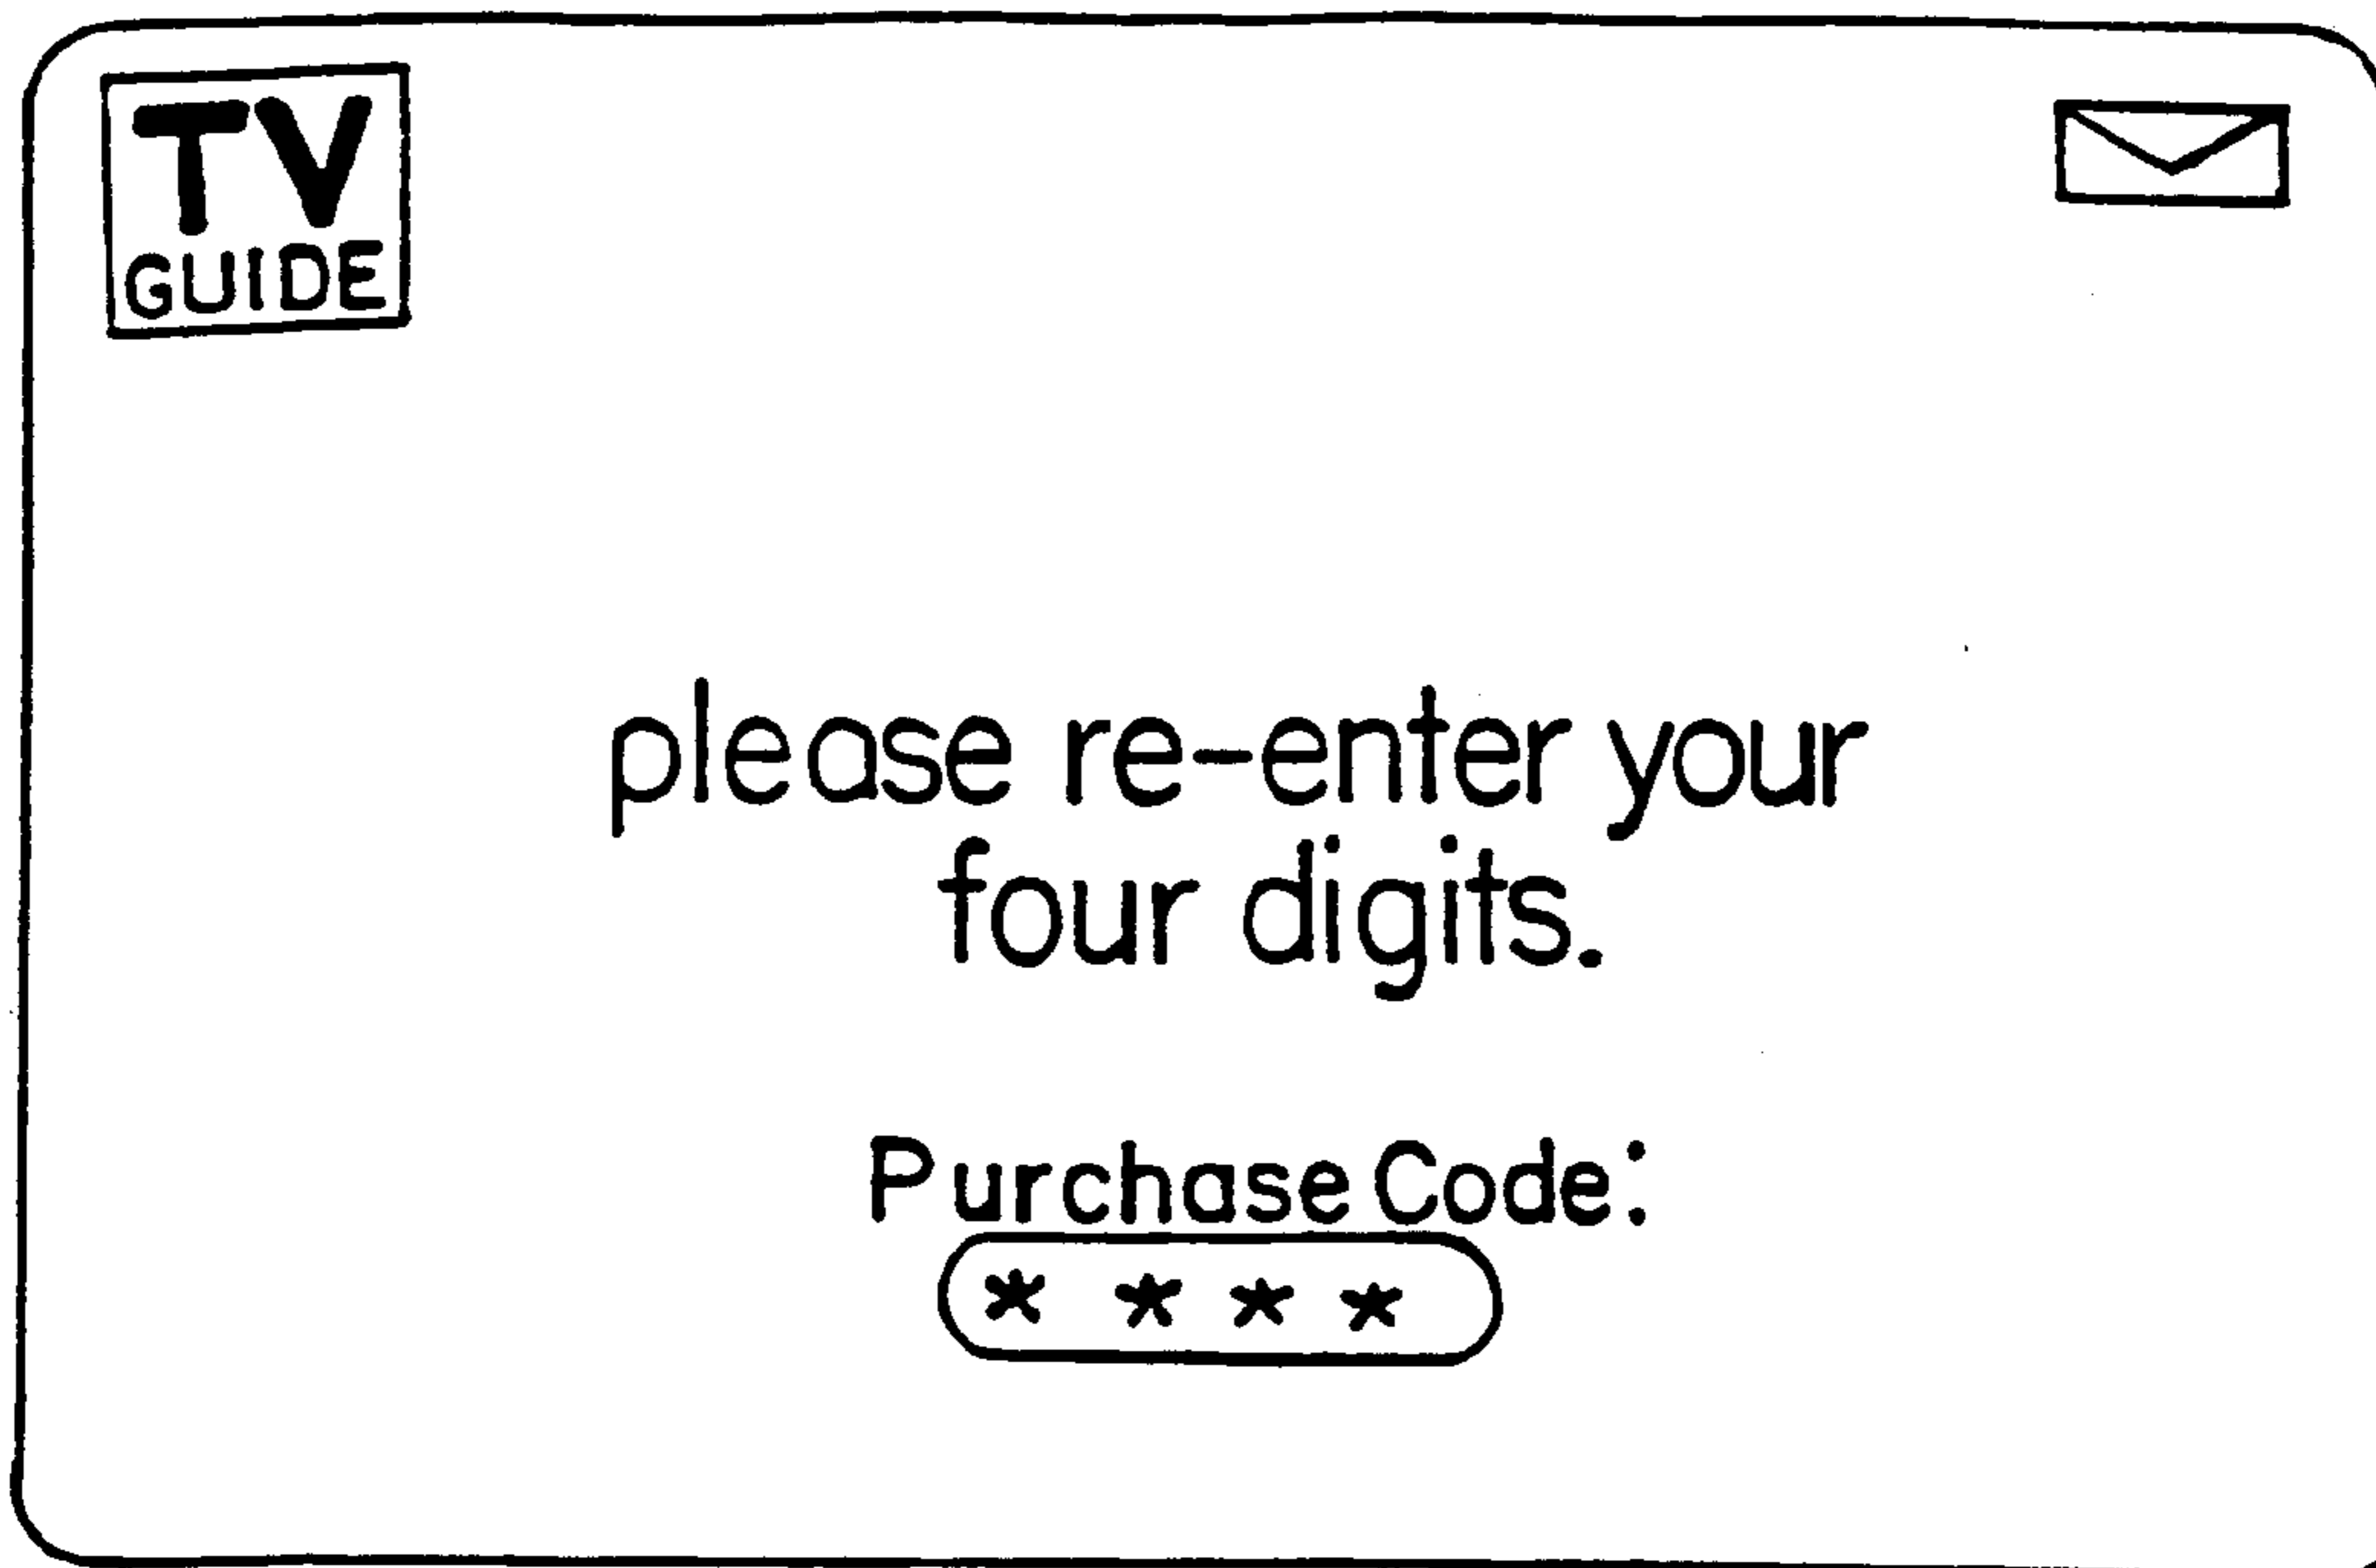 TV
GUIDE
please re-enter your
four digits.
Purchase Code:
* * * *